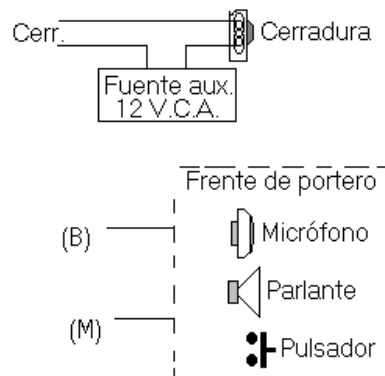 Cerr.
Cerradura
Fuente aux.
12 V.C.A.
Frente de portero
(B)
Micrófono
Parlante
(M)
Pulsador